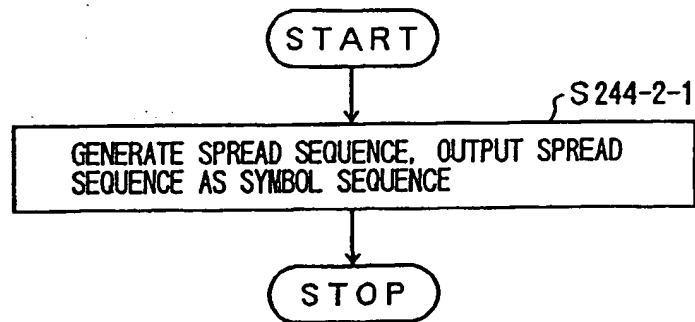 START
S244-2-1
GENERATE SPREAD SEQUENCE, OUTPUT SPREAD
SEQUENCE AS SYMBOL SEQUENCE
STOP